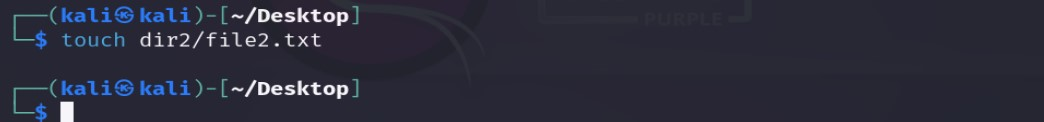 ┌──(kali㉿kali)-[~/Desktop]
└─$ touch dir2/file2.txt
PURPLE
┌──(kali㉿kali)-[~/Desktop]
└─$